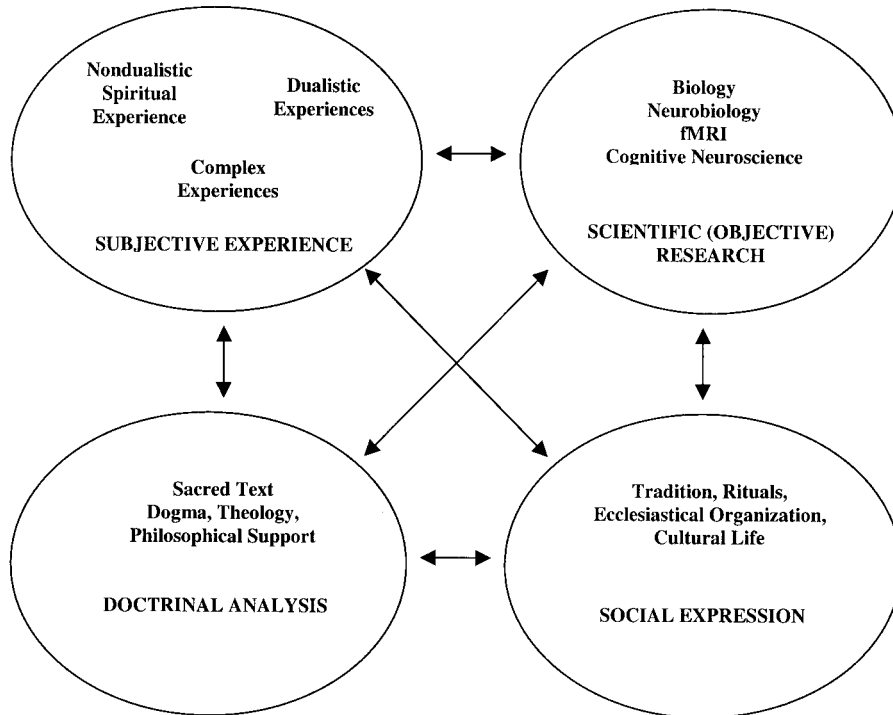 Nondualistic
Spiritual
Experience
Dualistic
Experiences
Complex
Experiences
SUBJECTIVE EXPERIENCE
Biology
Neurobiology
fMRI
Cognitive Neuroscience
SCIENTIFIC (OBJECTIVE)
RESEARCH
Sacred Text
Dogma, Theology,
Philosophical Support
DOCTRINAL ANALYSIS
Tradition, Rituals,
Ecclesiastical Organization,
Cultural Life
SOCIAL EXPRESSION